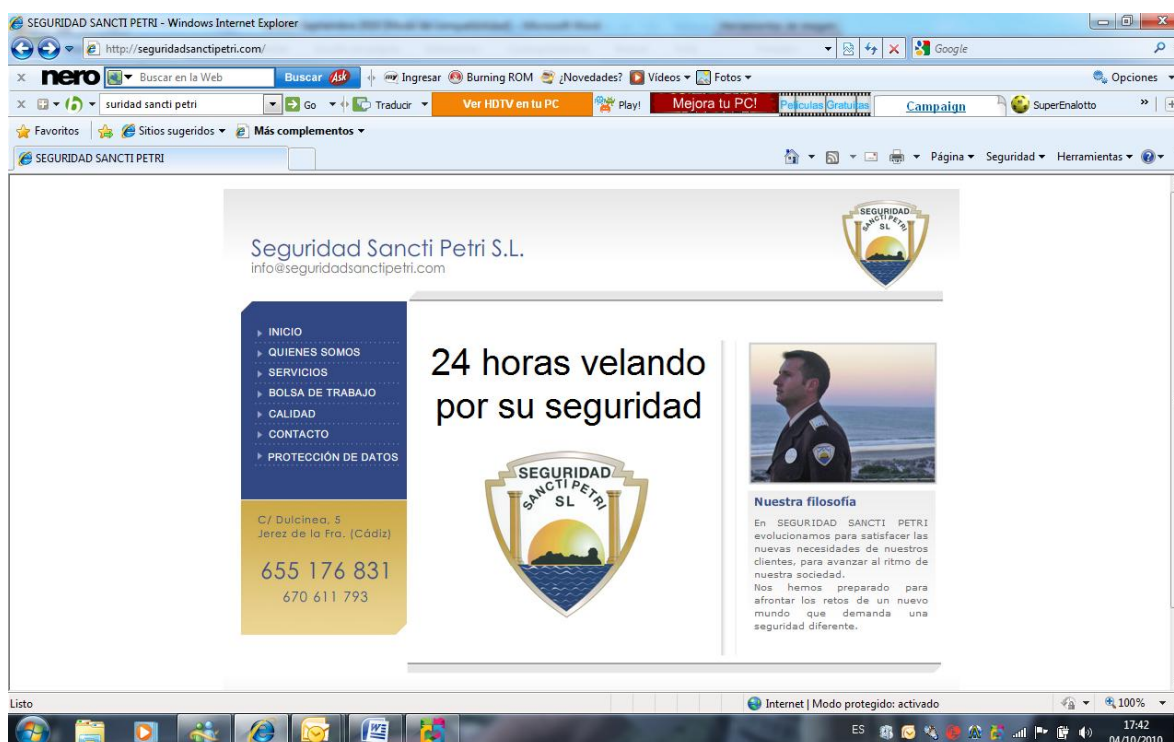 SEGURIDAD SANCTI PETRI - Windows Internet Explorer
http://seguridadsanctipetri.com/
Google
nero Buscar en la Web Buscar Ask Ingresar Burning ROM ¿Novedades? Vídeos Fotos Opciones
suridad sancti petri Go Traducir Ver HDTV en tu PC Play! Mejora tu PC! Películas Gratuitas Campaign SuperEnalotto »
Favoritos Sitios sugeridos Más complementos
SEGURIDAD SANCTI PETRI Página Seguridad Herramientas
SEGURIDAD
SANCTI PETRI
SL
Seguridad Sancti Petri S.L.
info@seguridadsanctipetri.com
INICIO
QUIENES SOMOS
SERVICIOS
BOLSA DE TRABAJO
CALIDAD
CONTACTO
PROTECCIÓN DE DATOS
C/ Dulcinea, 5
Jerez de la Fra. (Cádiz)
655 176 831
670 611 793
24 horas velando
por su seguridad
SEGURIDAD
SANCTI PETRI
SL
Nuestra filosofía
En SEGURIDAD SANCTI PETRI
evolucionamos para satisfacer las
nuevas necesidades de nuestros
clientes, para avanzar al ritmo de
nuestra sociedad.
Nos hemos preparado para
afrontar los retos de un nuevo
mundo que demanda una
seguridad diferente.
Listo Internet | Modo protegido: activado 100%
ES 17:42
04/10/2010